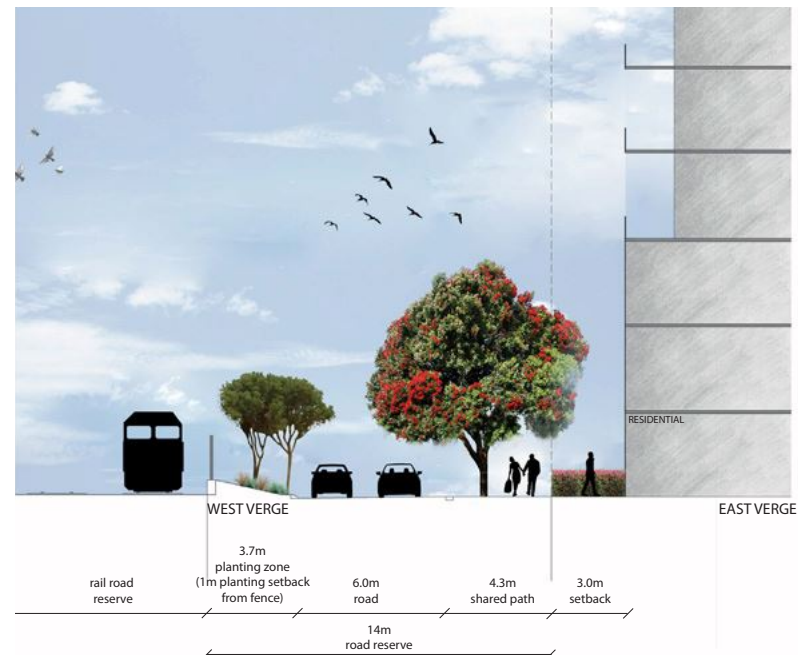 RESIDENTIAL
WEST VERGE
EAST VERGE
rail road
reserve
3.7m
planting zone
(1m planting setback
from fence)
6.0m
road
4.3m
shared path
3.0m
setback
14m
road reserve